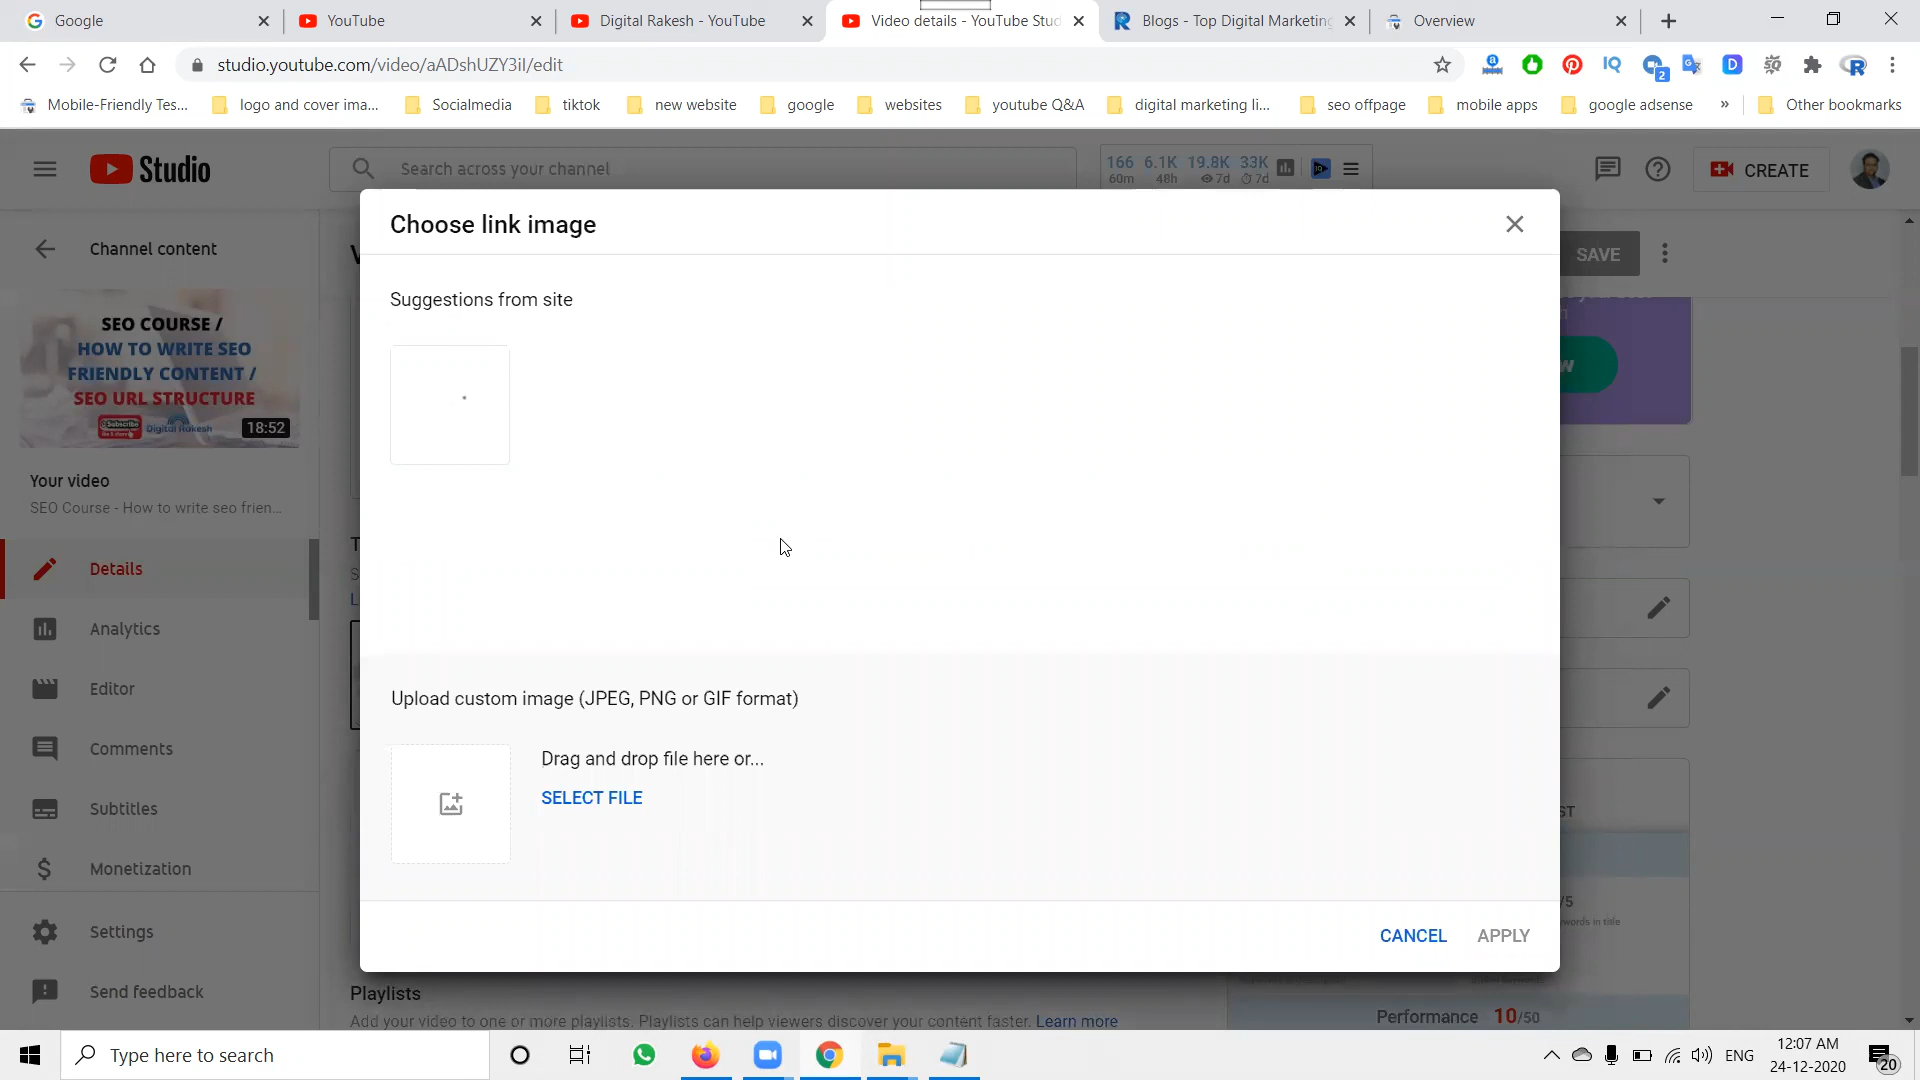 Google
YouTube
Digital Rakesh - YouTube
Video details - YouTube Stud
Blogs - Top Digital Marketing
Overview
studio.youtube.com/video/aADshUZY3iI/edit
Mobile-Friendly Tes...
logo and cover ima...
Socialmedia
tiktok
new website
google
websites
youtube Q&A
digital marketing li...
seo offpage
mobile apps
google adsense
»
Other bookmarks
Studio
Search across your channel
166 6.1K 19.8K 33K
60m 48h 7d 7d
CREATE
Choose link image
Channel content
SAVE
Suggestions from site
SEO COURSE /
HOW TO WRITE SEO
FRIENDLY CONTENT /
SEO URL STRUCTURE
Subscribe
Digital Rakesh
18:52
Your video
SEO Course - How to write seo frien...
Details
Analytics
Editor
Upload custom image (JPEG, PNG or GIF format)
Comments
Drag and drop file here or...
SELECT FILE
Subtitles
Monetization
/5
words in title
Settings
CANCEL
APPLY
Send feedback
Playlists
Add your video to one or more playlists. Playlists can help viewers discover your content faster. Learn more
Performance 10/50
Type here to search
ENG
12:07 AM
24-12-2020
20